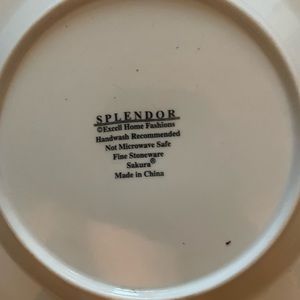 SPLENDOR
©Excell Home Fashions
Handwash Recommended
Not Microwave Safe
Fine Stoneware
Sakura®
Made in China